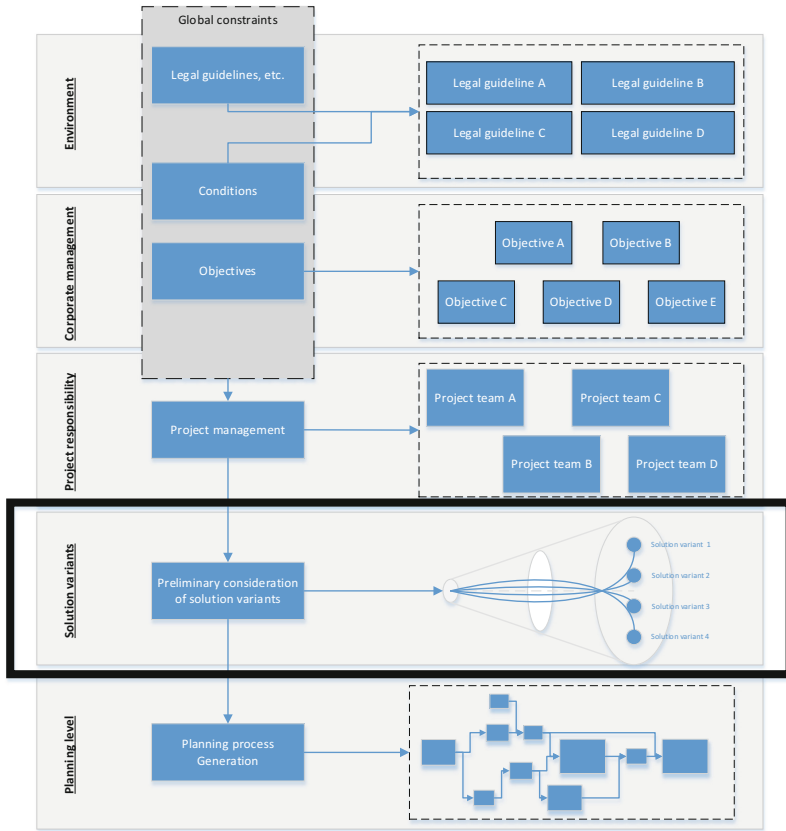 Global constraints
Environment
Legal guidelines, etc.
Conditions
Legal guideline A
Legal guideline B
Legal guideline C
Legal guideline D
Corporate management
Objectives
Objective A
Objective B
Objective C
Objective D
Objective E
Project responsibility
Project management
Project team A
Project team C
Project team B
Project team D
Solution variants
Preliminary consideration
of solution variants
Solution variant 1
Solution variant 2
Solution variant 3
Solution variant 4
Planning level
Planning process
Generation